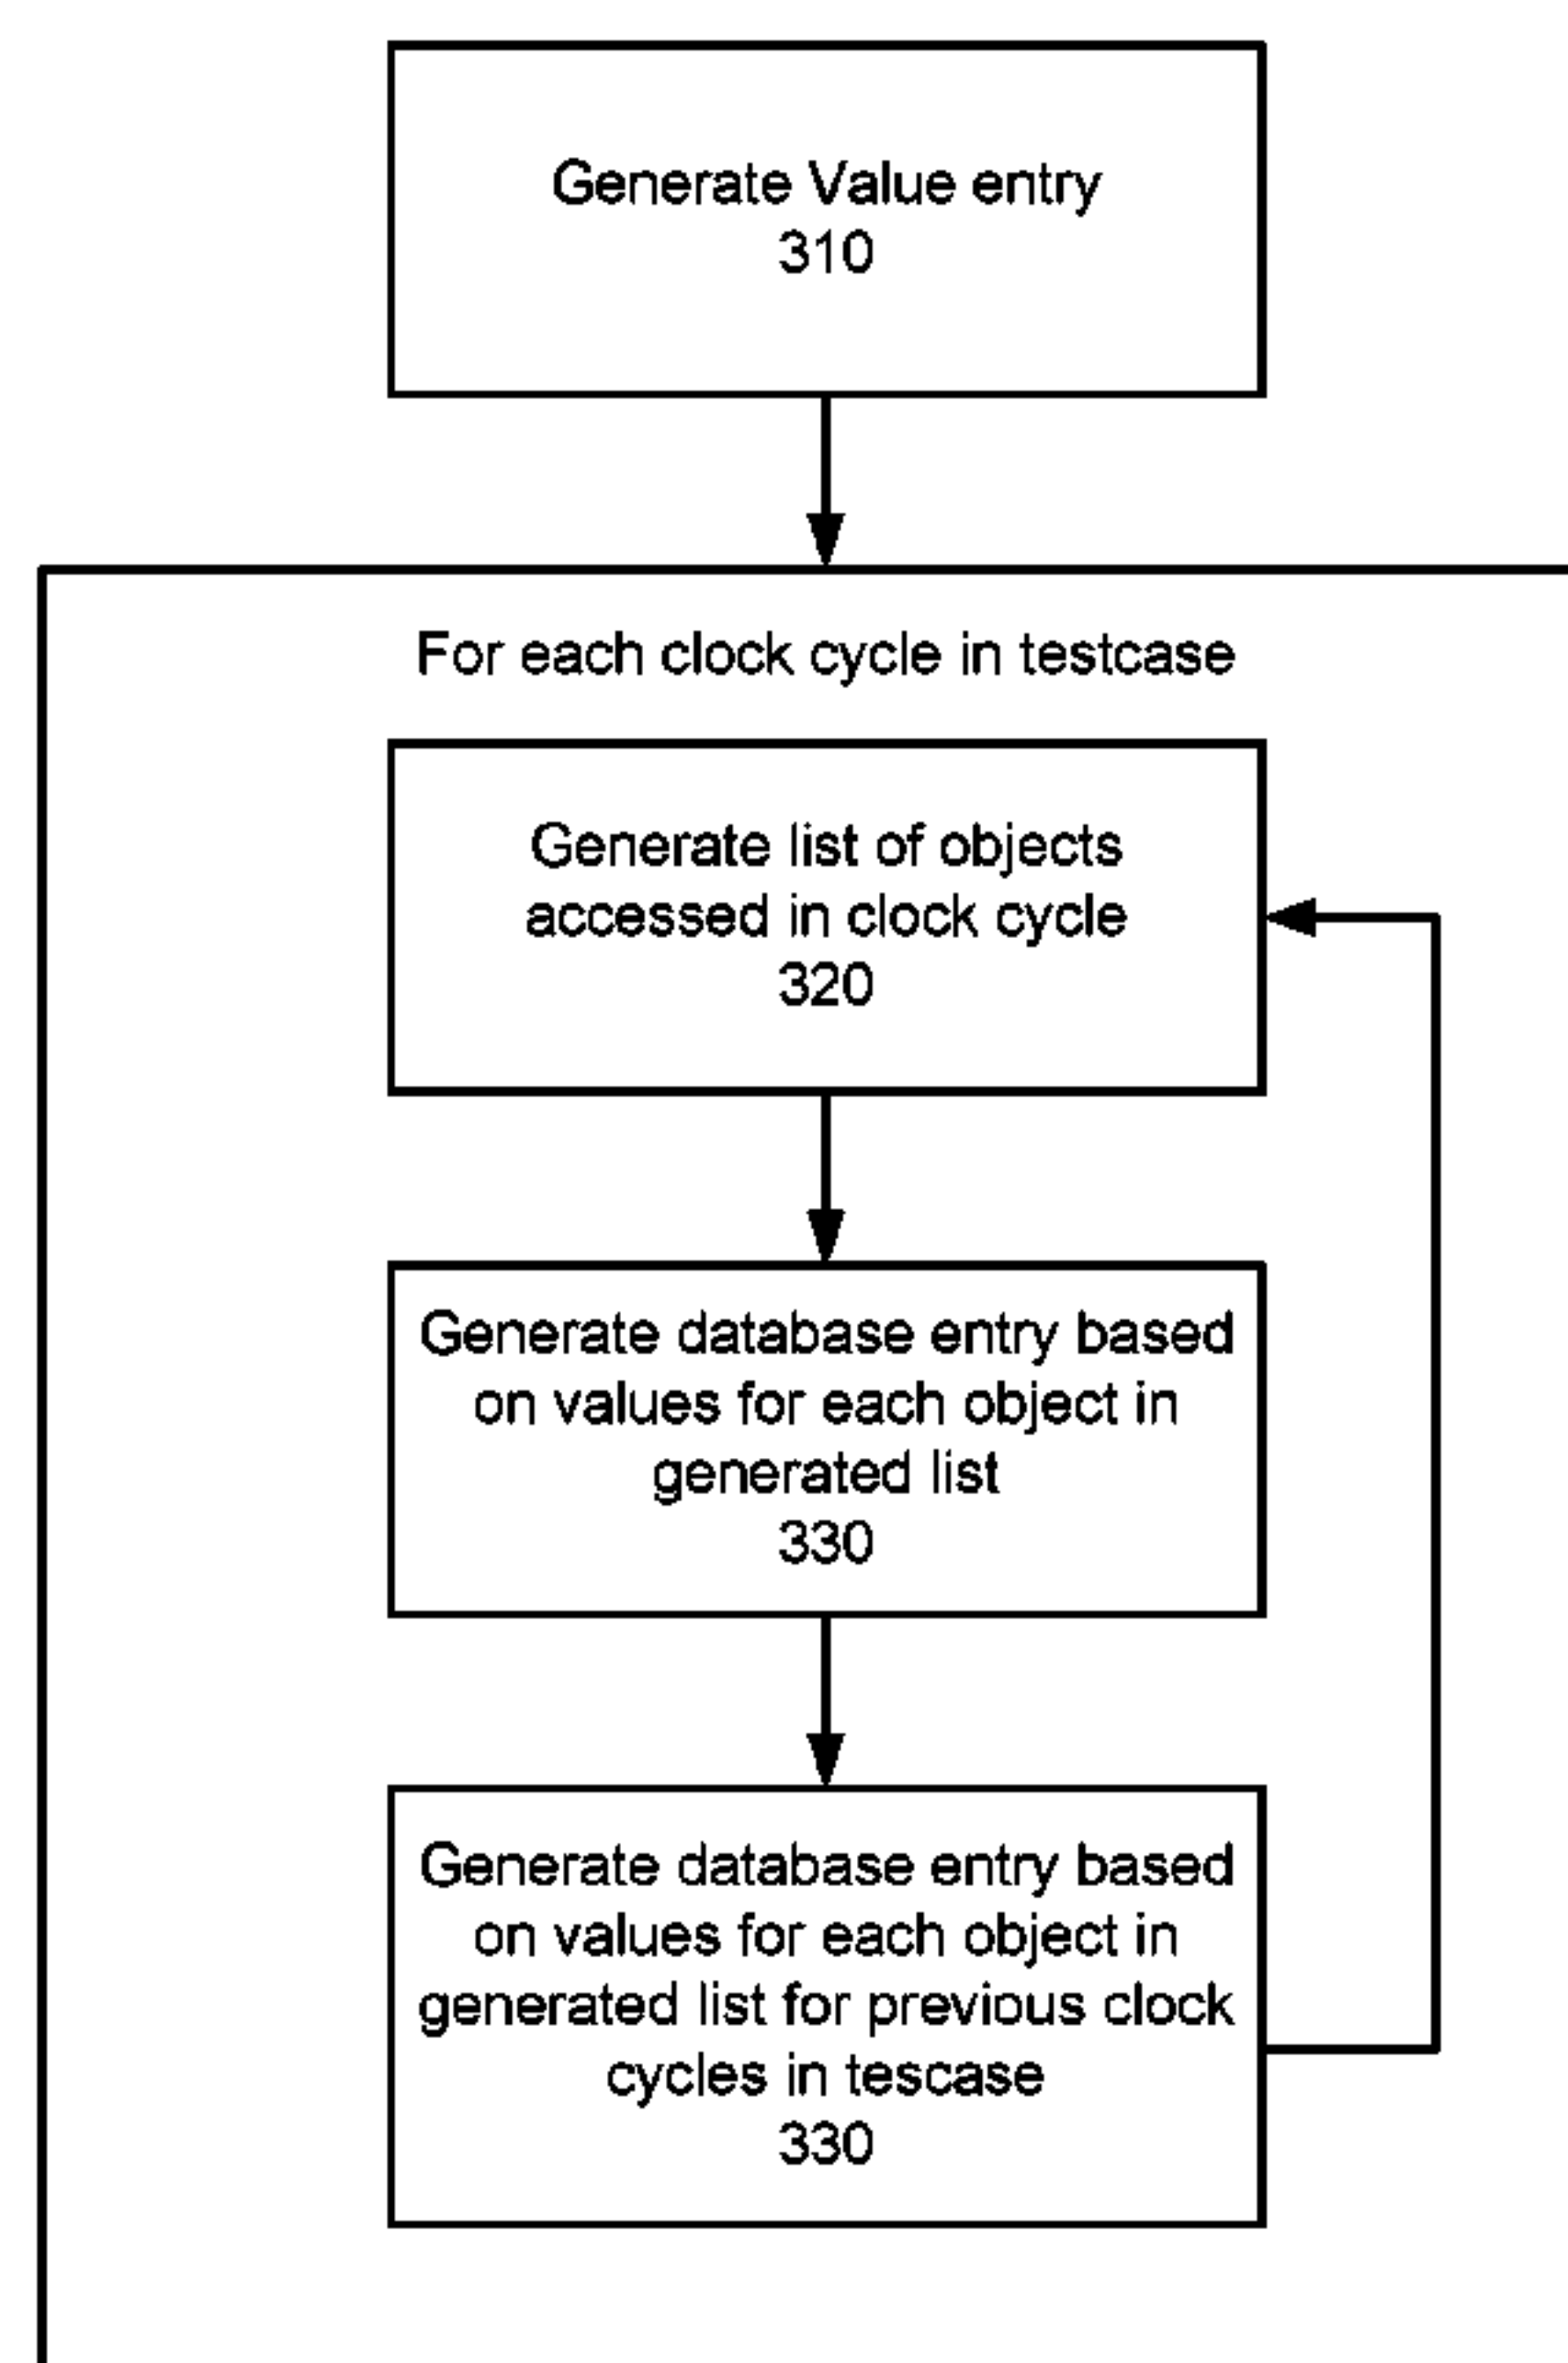 Generate Value entry
310
For each clock cycle in testcase
Generate list of objects
accessed in clock cycle
320
Generate database entry based
on values for each object in
generated list
330
Generate database entry based
on values for each object in
generated list for previous clock
cycles in tescase
330